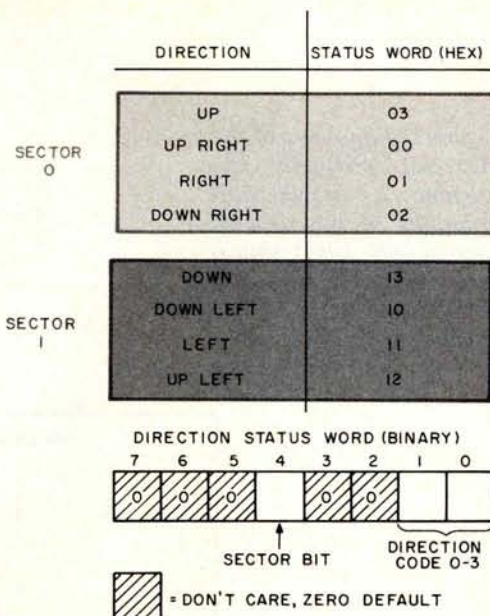 DIRECTION STATUS WORD (HEX)
SECTOR
0
UP 03
UP RIGHT 00
RIGHT 01
DOWN RIGHT 02
SECTOR
1
DOWN 13
DOWN LEFT 10
LEFT 11
UP LEFT 12
DIRECTION STATUS WORD (BINARY)
7 6 5 4 3 2 1 0
0 0 0 0 0
SECTOR BIT
DIRECTION
CODE 0-3
= DON'T CARE, ZERO DEFAULT